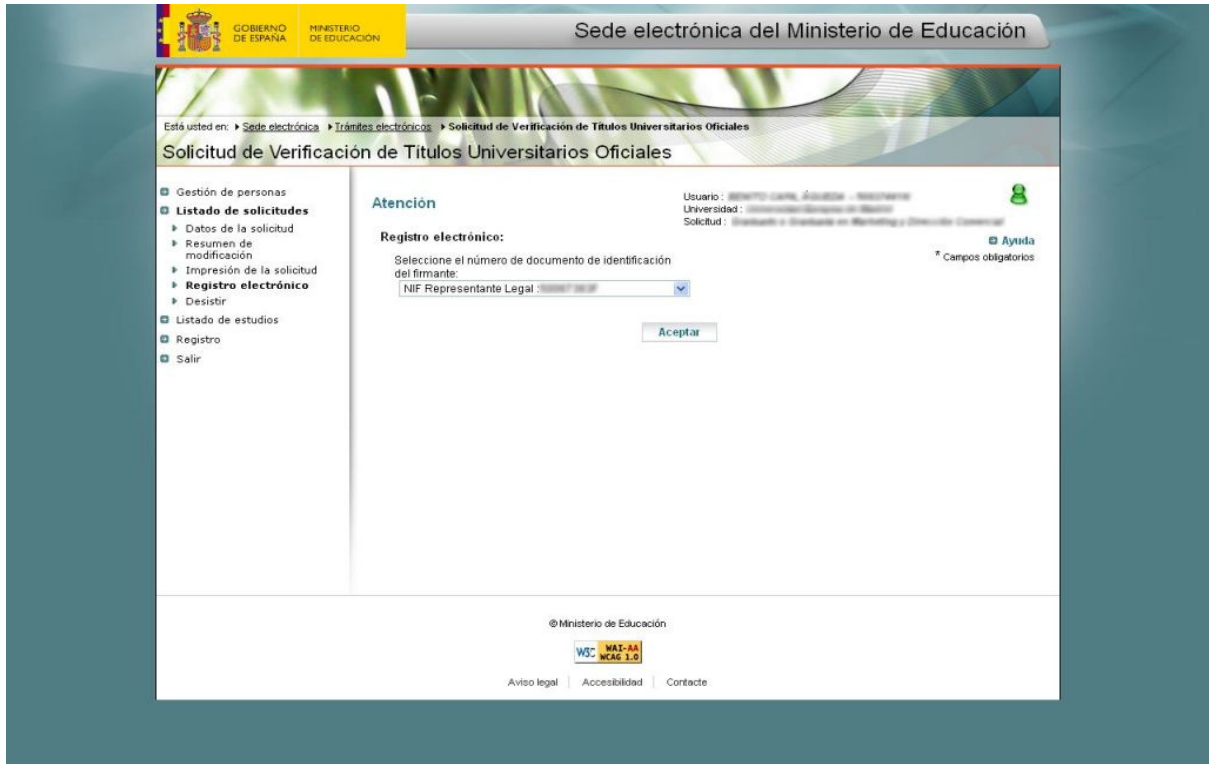 GOBIERNO
DE ESPAÑA
MINISTERIO
DE EDUCACIÓN
Sede electrónica del Ministerio de Educación
Está usted en: Sede electrónica Trámites electrónicos Solicitud de Verificación de Títulos Universitarios Oficiales
Solicitud de Verificación de Titulos Universitarios Oficiales
Gestión de personas
Listado de solicitudes
Datos de la solicitud
Resumen de
modificación
Impresión de la solicitud
Registro electrónico
Desistir
Listado de estudios
Registro
Salir
Atención
Usuario :
Universidad :
Solicitud :
Ayuda
* Campos obligatorios
Registro electrónico:
Seleccione el número de documento de identificación
del firmante:
NIF Representante Legal :
Aceptar
© Ministerio de Educación
W3C WAI-AA
WCAG 1.0
Aviso legal
Accesibilidad
Contacte